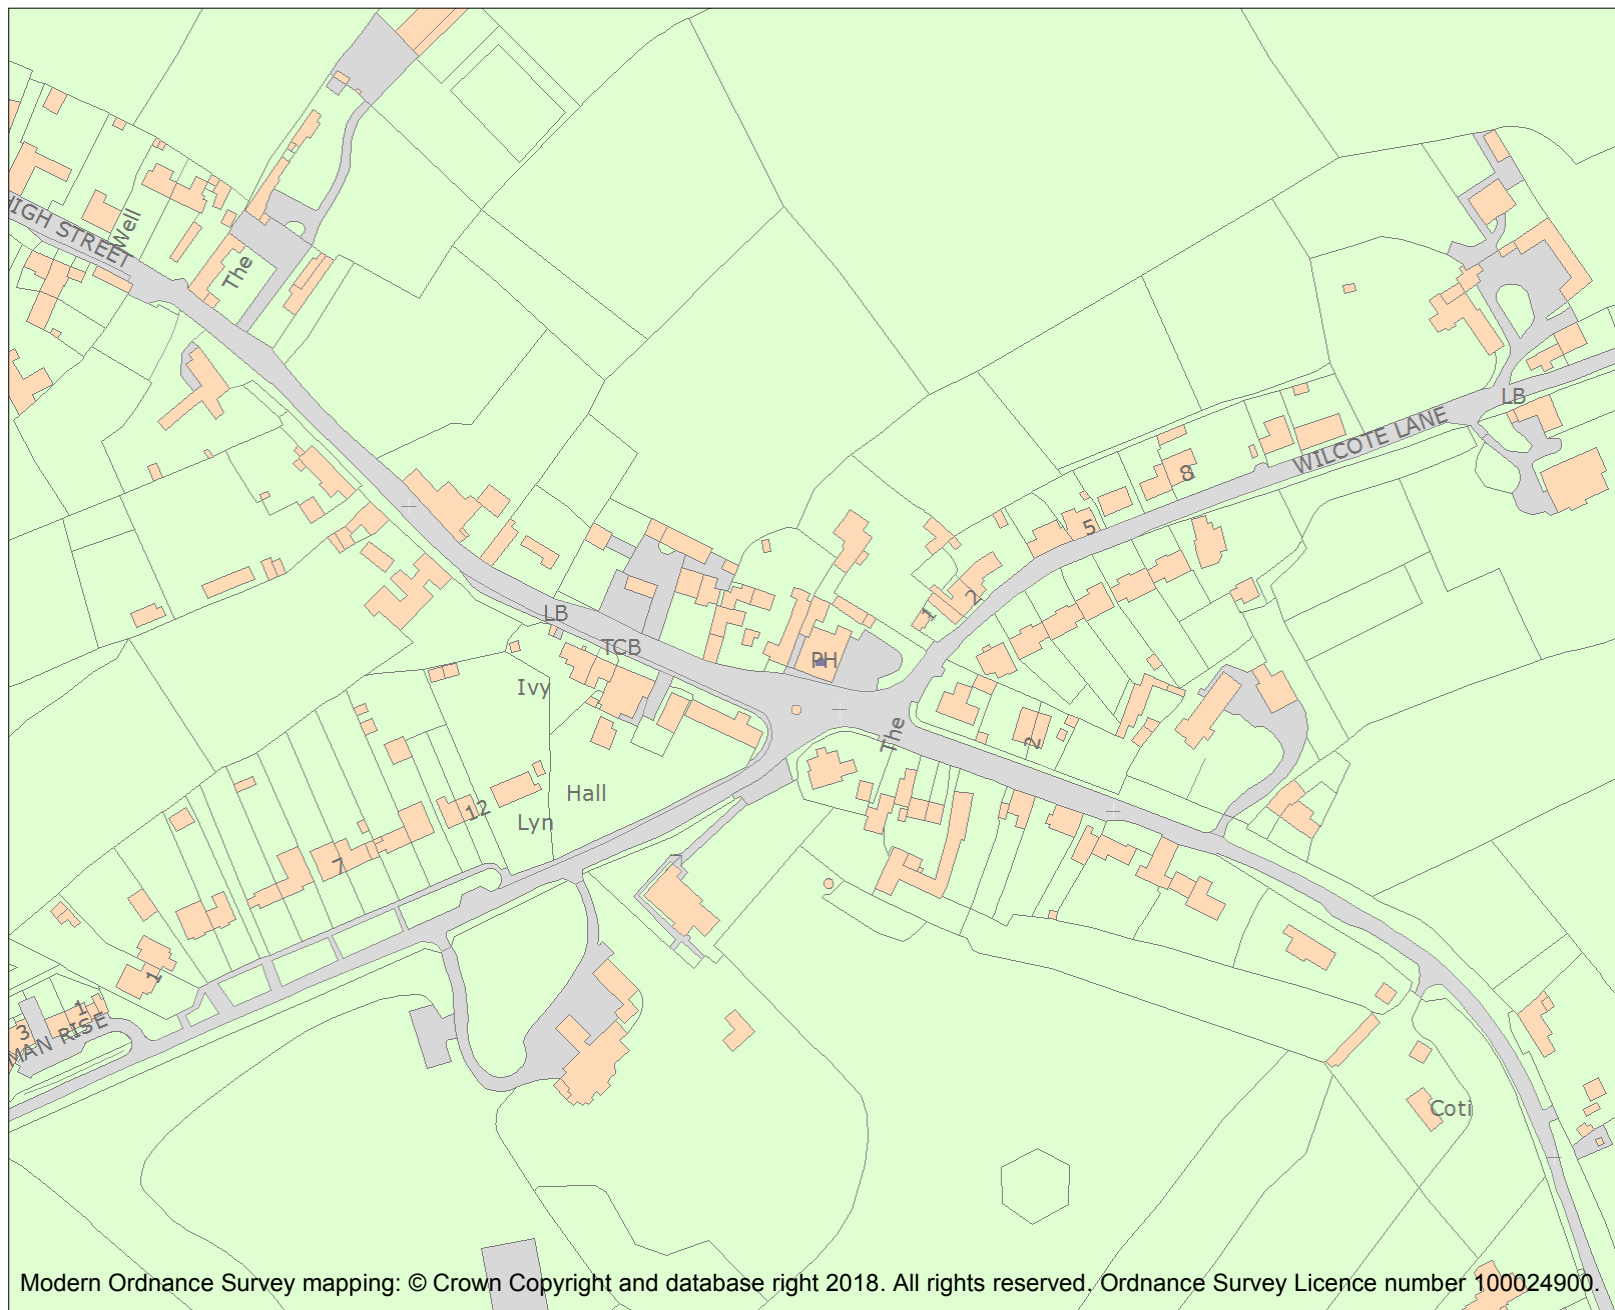 HIGH STREET
Well
The
LB
WILCOTE LANE
8
5
2
1
LB
TCB
PH
Ivy
The
2
Hall
12
Lyn
7
1
1
3
MAN RISE
Coti
Modern Ordnance Survey mapping: © Crown Copyright and database right 2018. All rights reserved. Ordnance Survey Licence number 100024900.